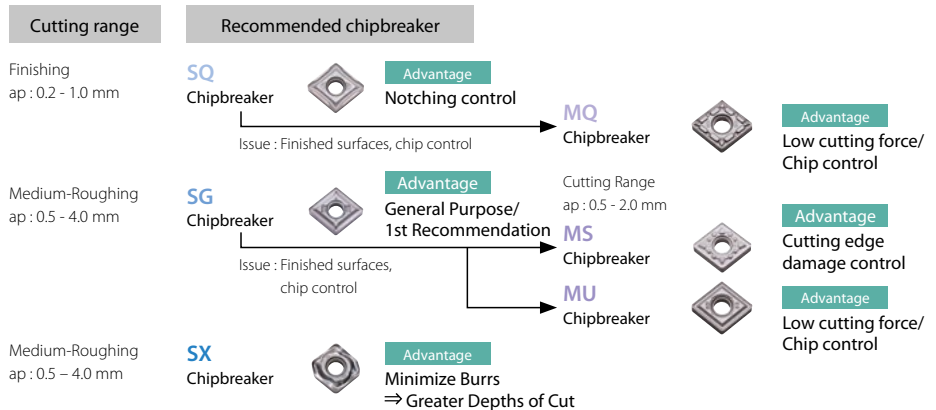 Cutting range
Recommended chipbreaker
Finishing
ap : 0.2 - 1.0 mm
SQ
Chipbreaker
Advantage
Notching control
Issue : Finished surfaces, chip control
MQ
Chipbreaker
Advantage
Low cutting force/
Chip control
Medium-Roughing
ap : 0.5 - 4.0 mm
SG
Chipbreaker
Advantage
General Purpose/
1st Recommendation
Issue : Finished surfaces,
chip control
Cutting Range
ap : 0.5 - 2.0 mm
MS
Chipbreaker
Advantage
Cutting edge
damage control
MU
Chipbreaker
Advantage
Low cutting force/
Chip control
Medium-Roughing
ap : 0.5 – 4.0 mm
SX
Chipbreaker
Advantage
Minimize Burrs
⇒ Greater Depths of Cut